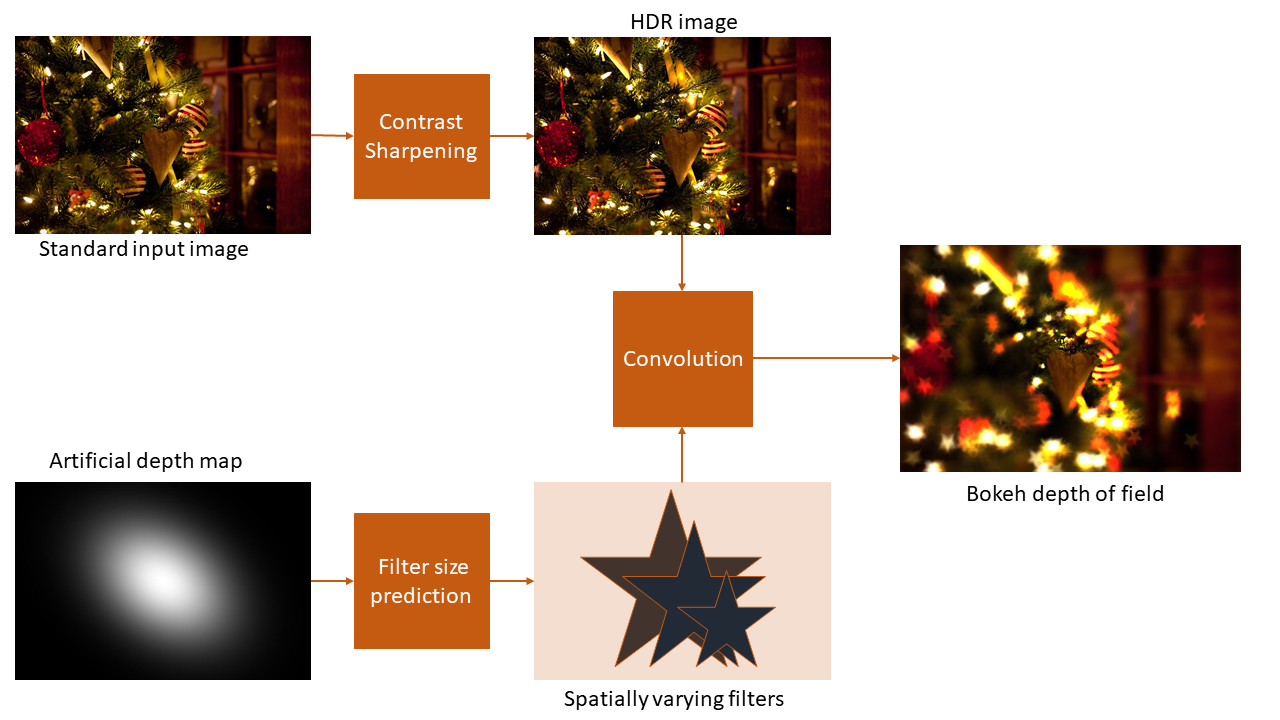 HDR image
Contrast
Sharpening
Standard input image
Convolution
Artificial depth map
Bokeh depth of field
Filter size
prediction
Spatially varying filters